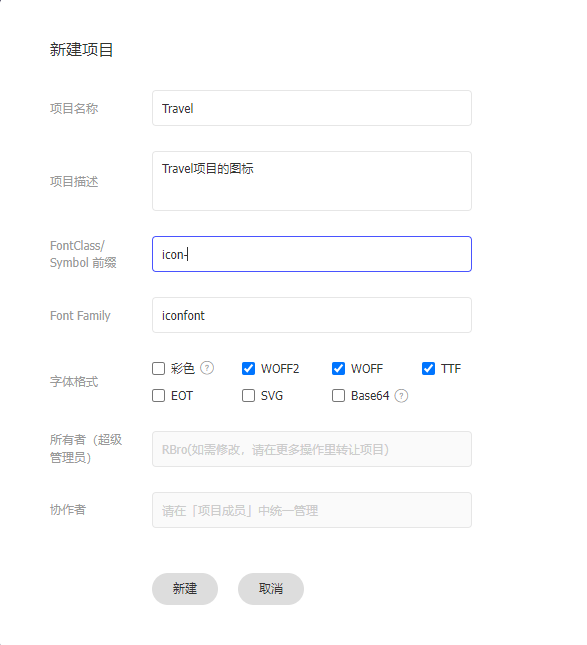 新建项目
项目名称
Travel
项目描述
Travel项目的图标
FontClass/
Symbol 前缀
icon-
Font Family
iconfont
字体格式
彩色 ? WOFF2 WOFF TTF
EOT SVG Base64 ?
所有者（超级
管理员）
RBro(如需修改，请在更多操作里转让项目)
协作者
请在「项目成员」中统一管理
新建 取消